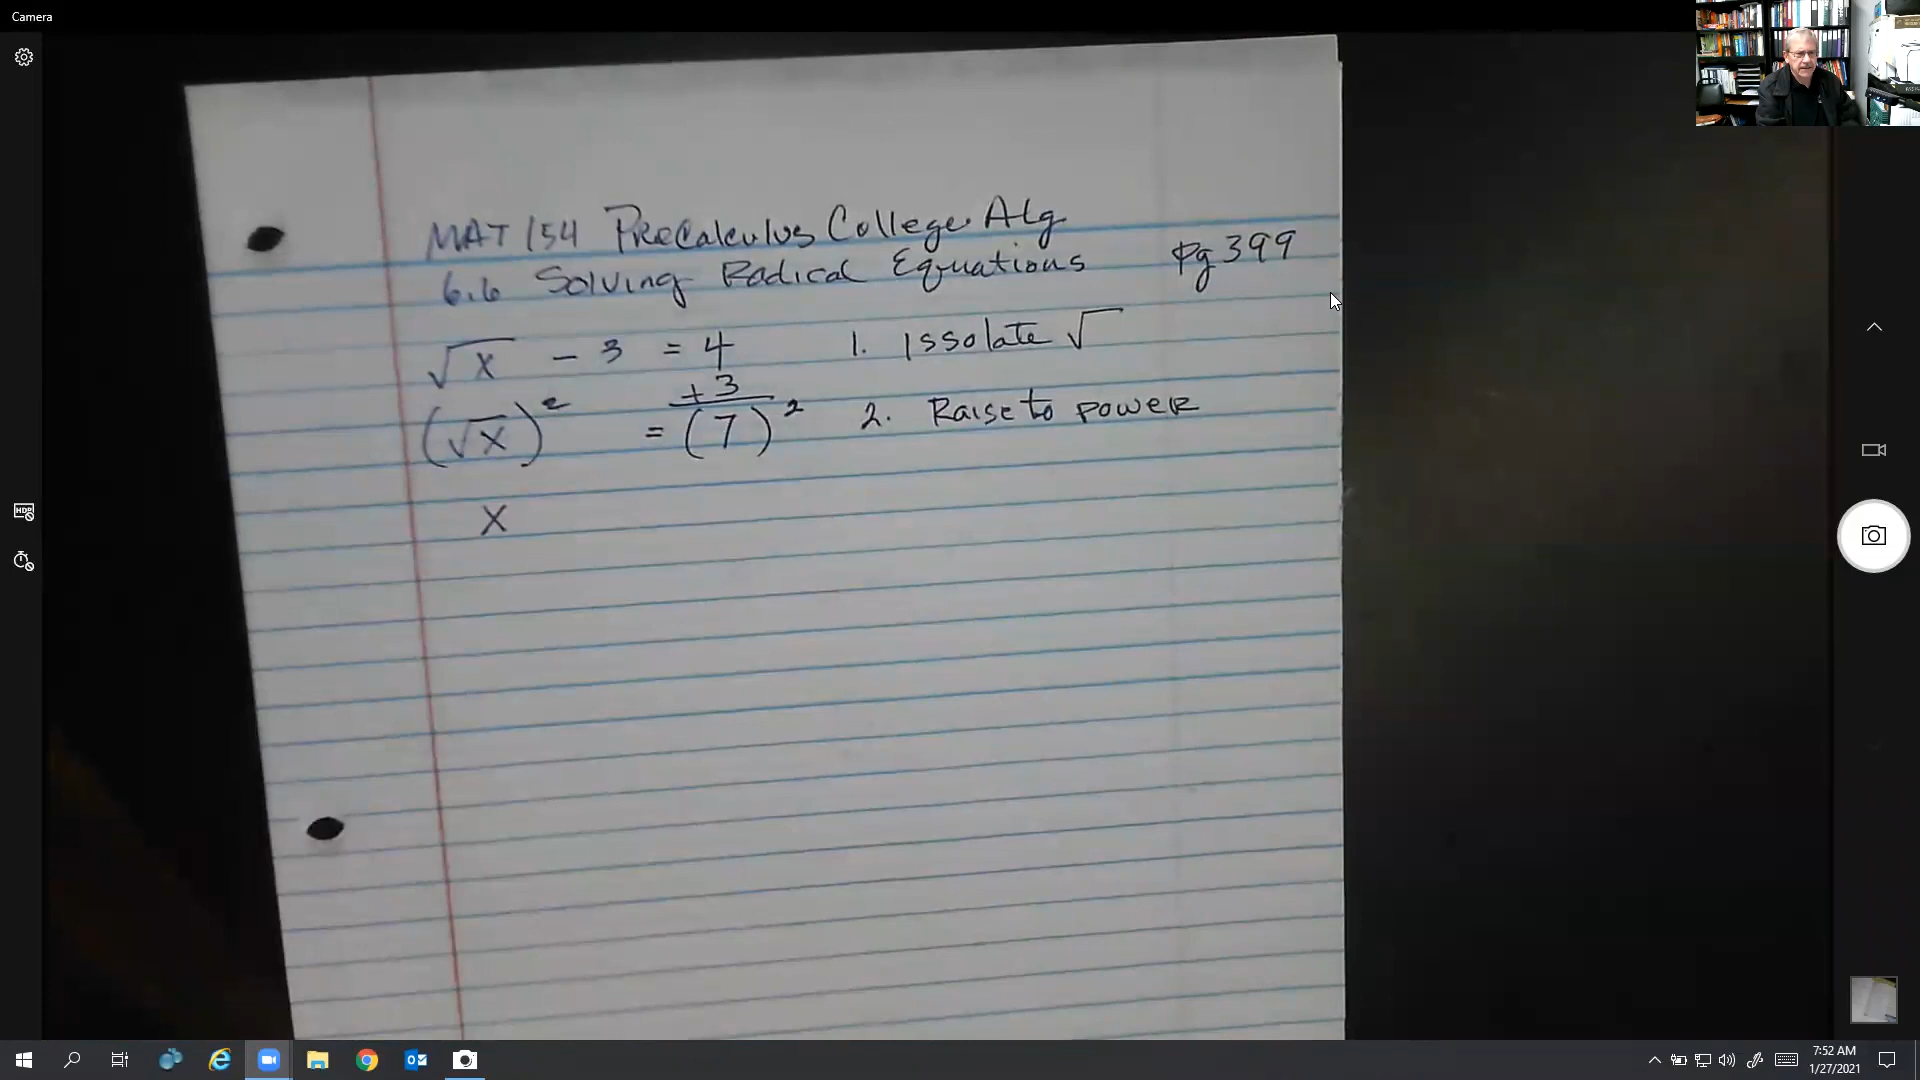 Camera
MAT 154 Precalculus College Alg
6.6 Solving Radical Equations pg 399
√x - 3 = 4 1. Issolate √
+3
(√x)² = (7)² 2. Raise to power
x
7:52 AM
1/27/2021